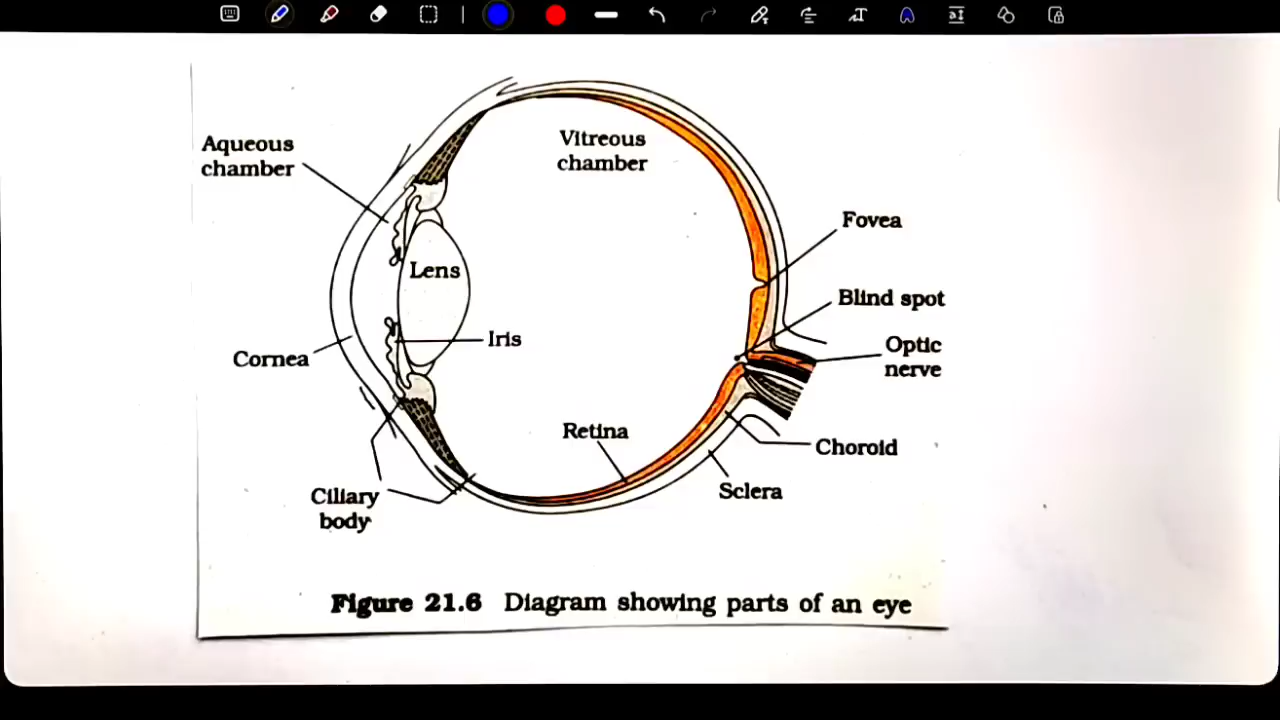 Aqueous
chamber
Vitreous
chamber
Fovea
Lens
Blind spot
Iris
Optic
nerve
Cornea
Retina
Choroid
Sclera
Ciliary
body
Figure 21.6 Diagram showing parts of an eye